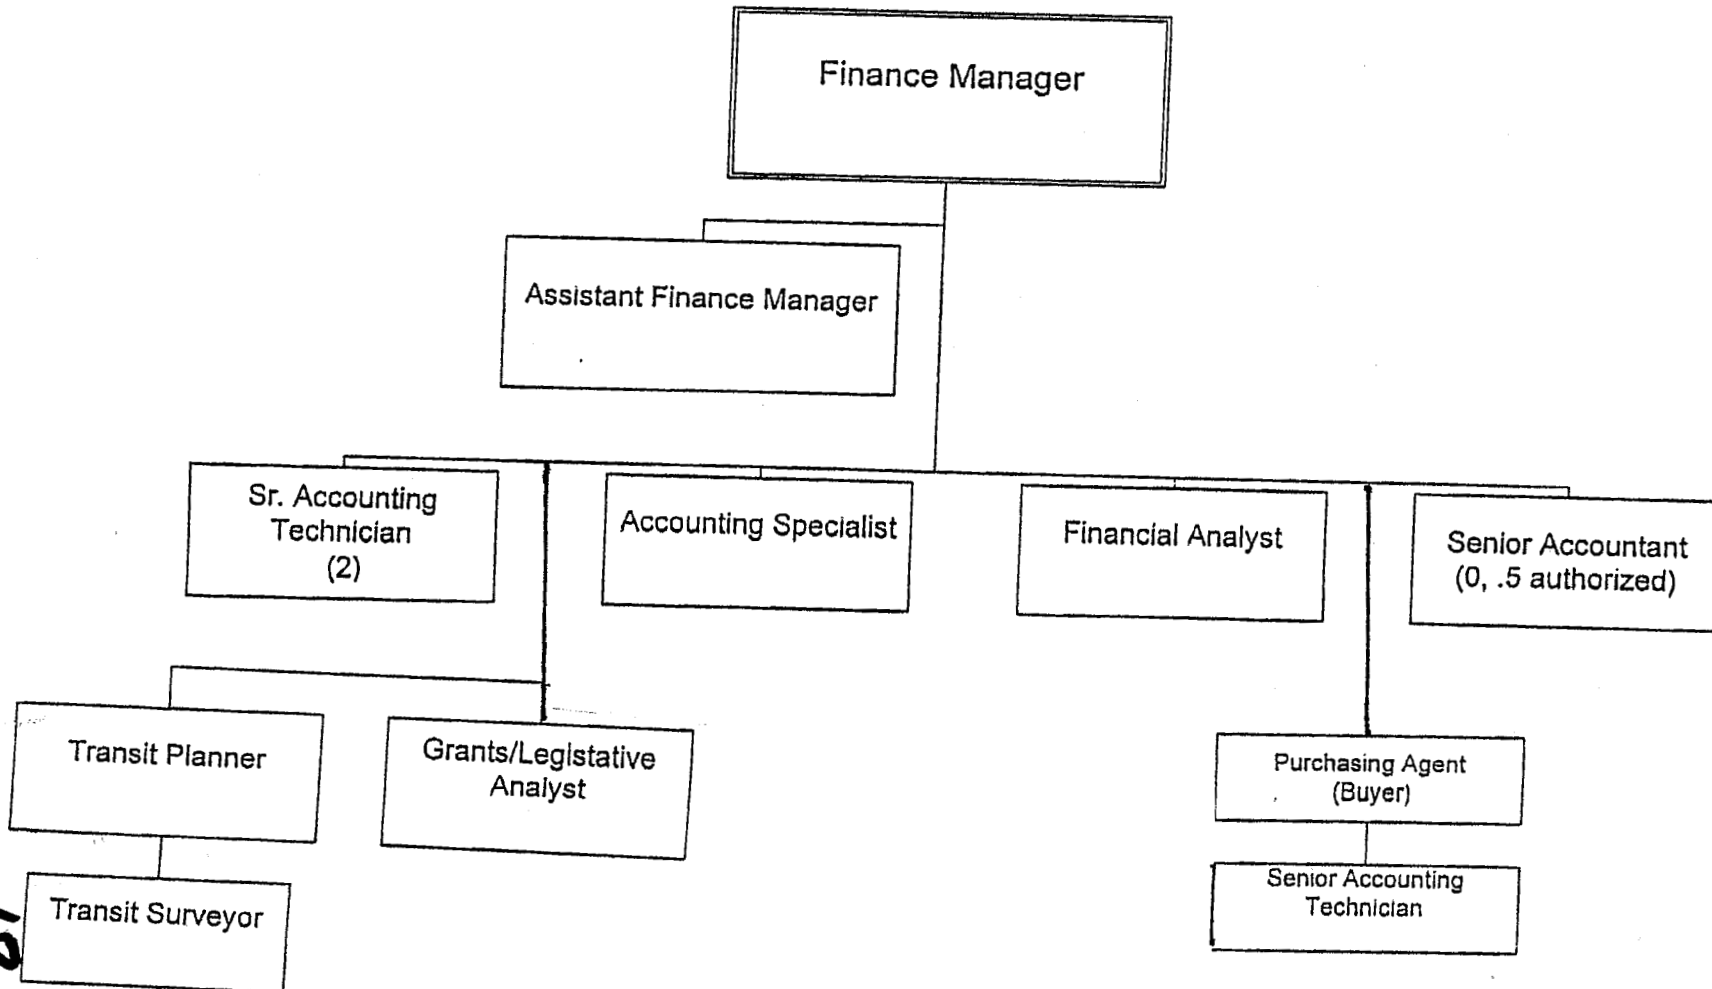 Finance Manager
Assistant Finance Manager
Sr. Accounting
Technician
(2)
Accounting Specialist
Financial Analyst
Senior Accountant
(0, .5 authorized)
Transit Planner
Grants/Legistative
Analyst
Purchasing Agent
(Buyer)
Transit Surveyor
Senior Accounting
Technician